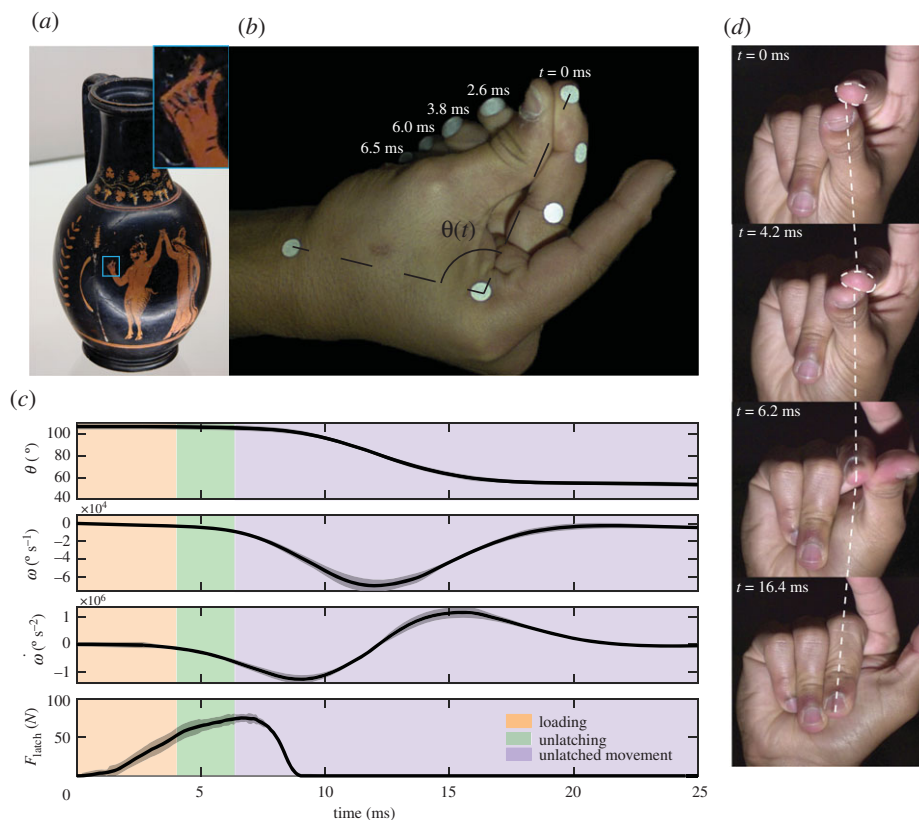 (a)
(b)
(d)
t = 0 ms
2.6 ms
3.8 ms
6.0 ms
6.5 ms
θ(t)
t = 0 ms
t = 4.2 ms
t = 6.2 ms
t = 16.4 ms
(c)
100
80
60
40
θ (°)
×10⁴
0
-2
-4
-6
ω (° s⁻¹)
×10⁶
1
0
-1
ω̇ (° s⁻²)
100
50
0
F_latch (N)
loading
unlatching
unlatched movement
5
10
15
20
25
time (ms)